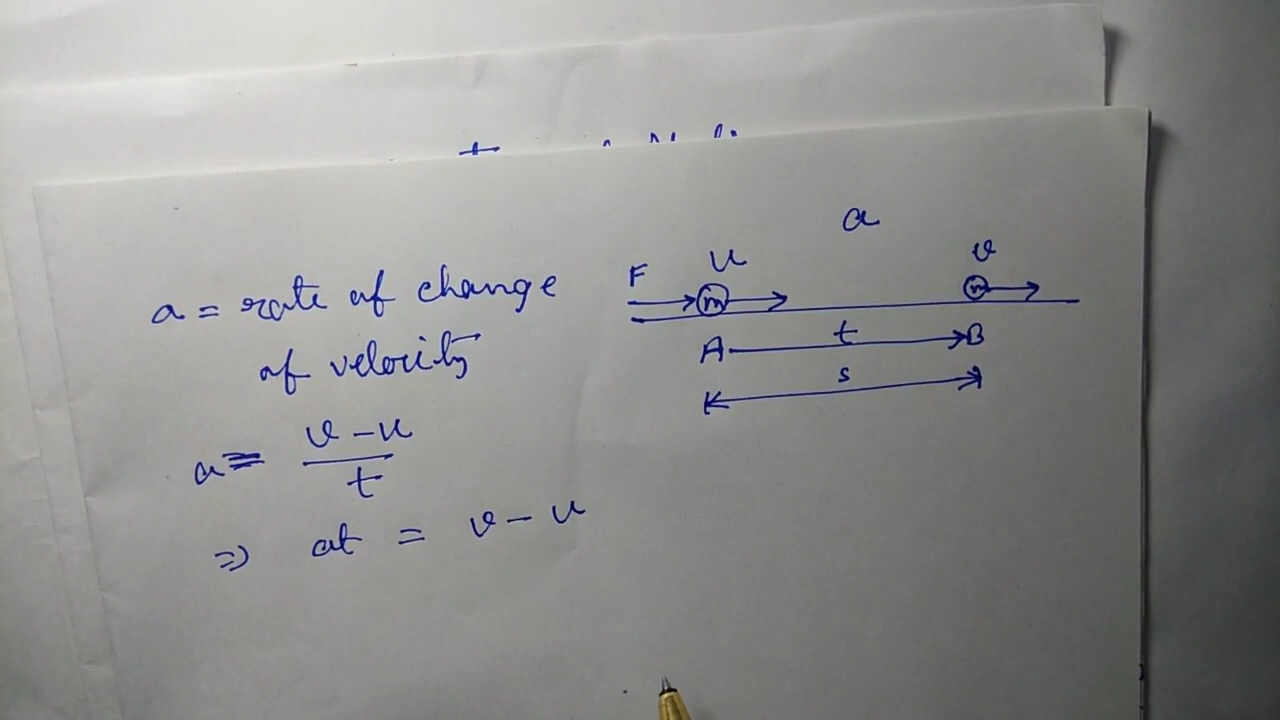 a = rate of change
of velocity
a = v - u / t
⇒ at = v - u
a
F u v
m m
A t B
s